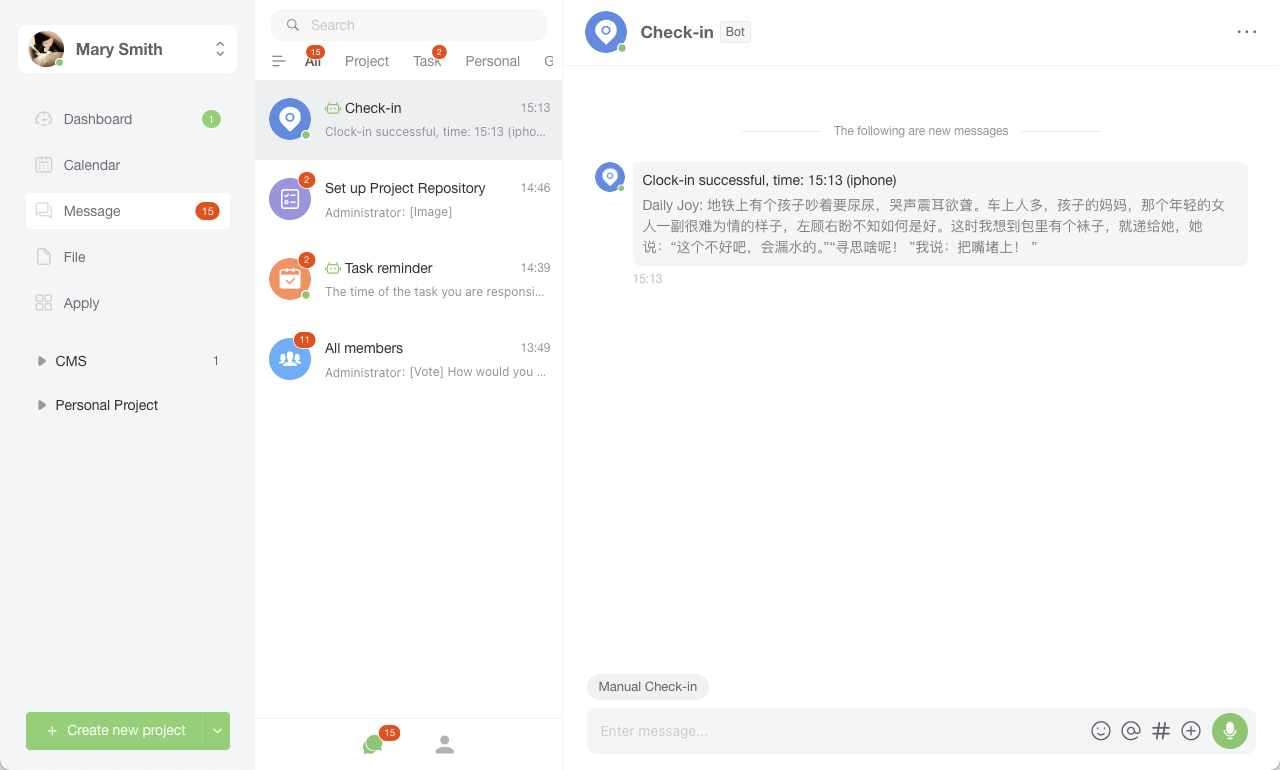 Mary Smith
Dashboard 1
Calendar
Message 15
File
Apply
CMS 1
Personal Project
+ Create new project
Search
15 2
All Project Task Personal G
Check-in 15:13
Clock-in successful, time: 15:13 (ipho...
2
Set up Project Repository 14:46
Administrator: [Image]
2
Task reminder 14:39
The time of the task you are responsi...
11
All members 13:49
Administrator: [Vote] How would you ...
15
Check-in Bot
The following are new messages
Clock-in successful, time: 15:13 (iphone)
Daily Joy: 地铁上有个孩子吵着要尿尿，哭声震耳欲聋。车上人多，孩子的妈妈，那个年轻的女
人一副很难为情的样子，左顾右盼不知如何是好。这时我想到包里有个袜子，就递给她，她
说：“这个不好吧，会漏水的。”“寻思啥呢！ ”我说：把嘴堵上！ ”
15:13
Manual Check-in
Enter message...